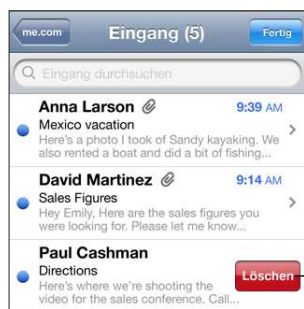 me.com Eingang (5) Fertig
Eingang durchsuchen
Anna Larson 9:39 AM
Mexico vacation
Here's a photo I took of Sandy kayaking. We
also rented a boat and did a bit of fishing...
David Martinez 9:14 AM
Sales Figures
Hey Emily, Here are the sales figures you
were looking for. Please let me know...
Paul Cashman
Directions Löschen
Here's where we're shooting the
video for the sales conference. Call...